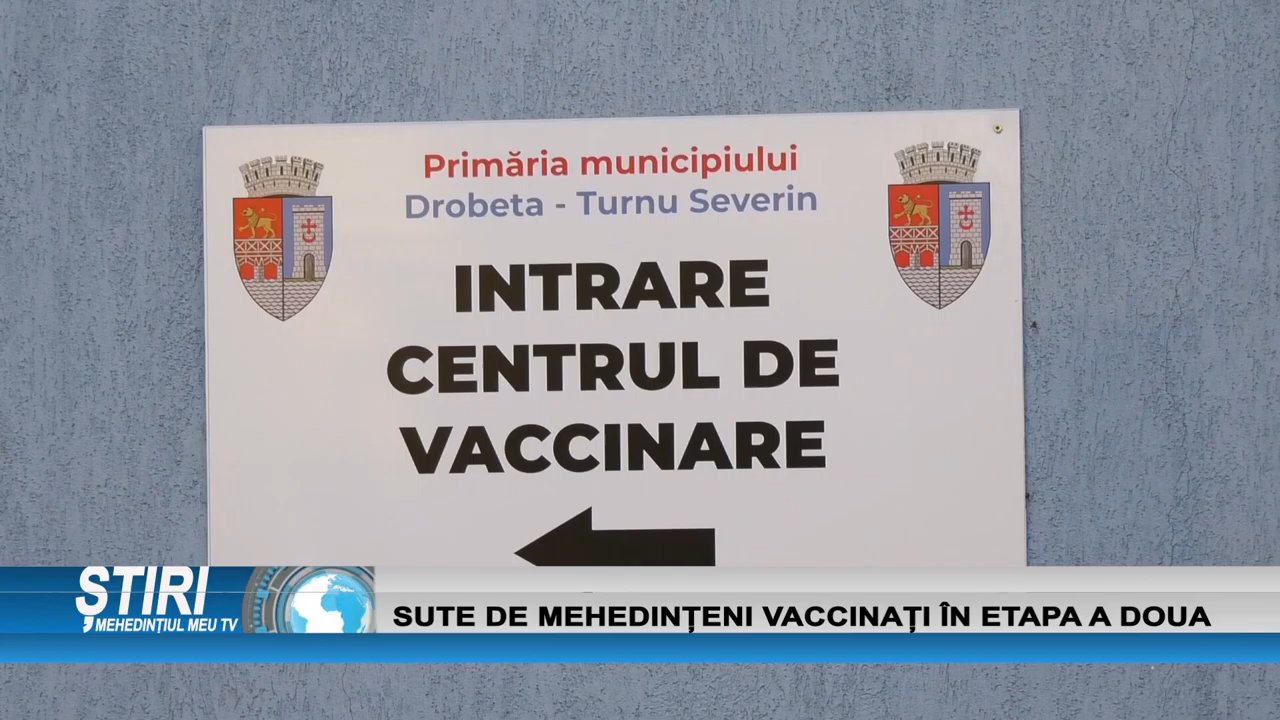 Primăria municipiului
Drobeta - Turnu Severin
INTRARE
CENTRUL DE
VACCINARE
ȘTIRI
MEHEDINȚIUL MEU TV
SUTE DE MEHEDINȚENI VACCINAȚI ÎN ETAPA A DOUA